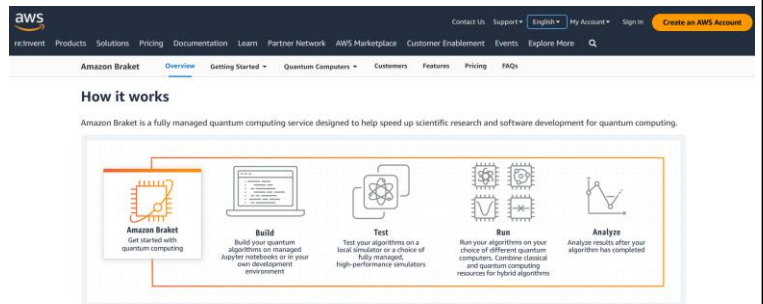 aws
Contact Us Support English My Account Sign In Create an AWS Account
re:Invent Products Solutions Pricing Documentation Learn Partner Network AWS Marketplace Customer Enablement Events Explore More
Amazon Braket Overview Getting Started Quantum Computers Customers Features Pricing FAQs
How it works
Amazon Braket is a fully managed quantum computing service designed to help speed up scientific research and software development for quantum computing.
Amazon Braket
Get started with
quantum computing
Build
Build your quantum
algorithms on managed
Jupyter notebooks or in your
own development
environment
Test
Test your algorithms on a
local simulator or a choice of
fully managed,
high-performance simulators
Run
Run your algorithms on your
choice of different quantum
computers. Combine classical
and quantum computing
resources for hybrid algorithms
Analyze
Analyze results after your
algorithm has completed